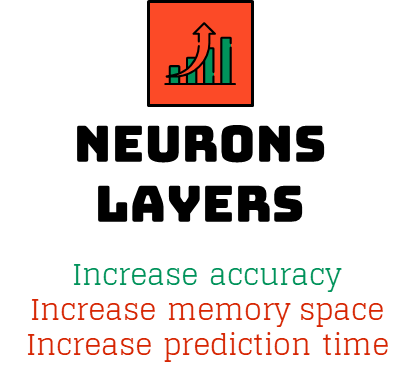 NEURONS
LAYERS
Increase accuracy
Increase memory space
Increase prediction time